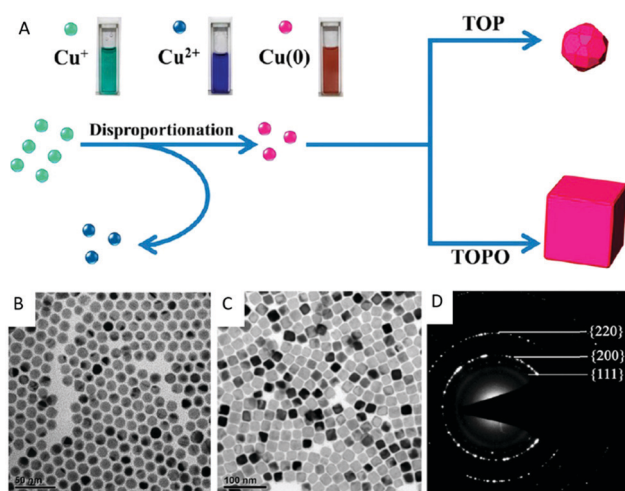 A
Cu⁺
Cu²⁺
Cu(0)
TOP
Disproportionation
TOPO
B
50 nm
C
100 nm
D
{220}
{200}
{111}